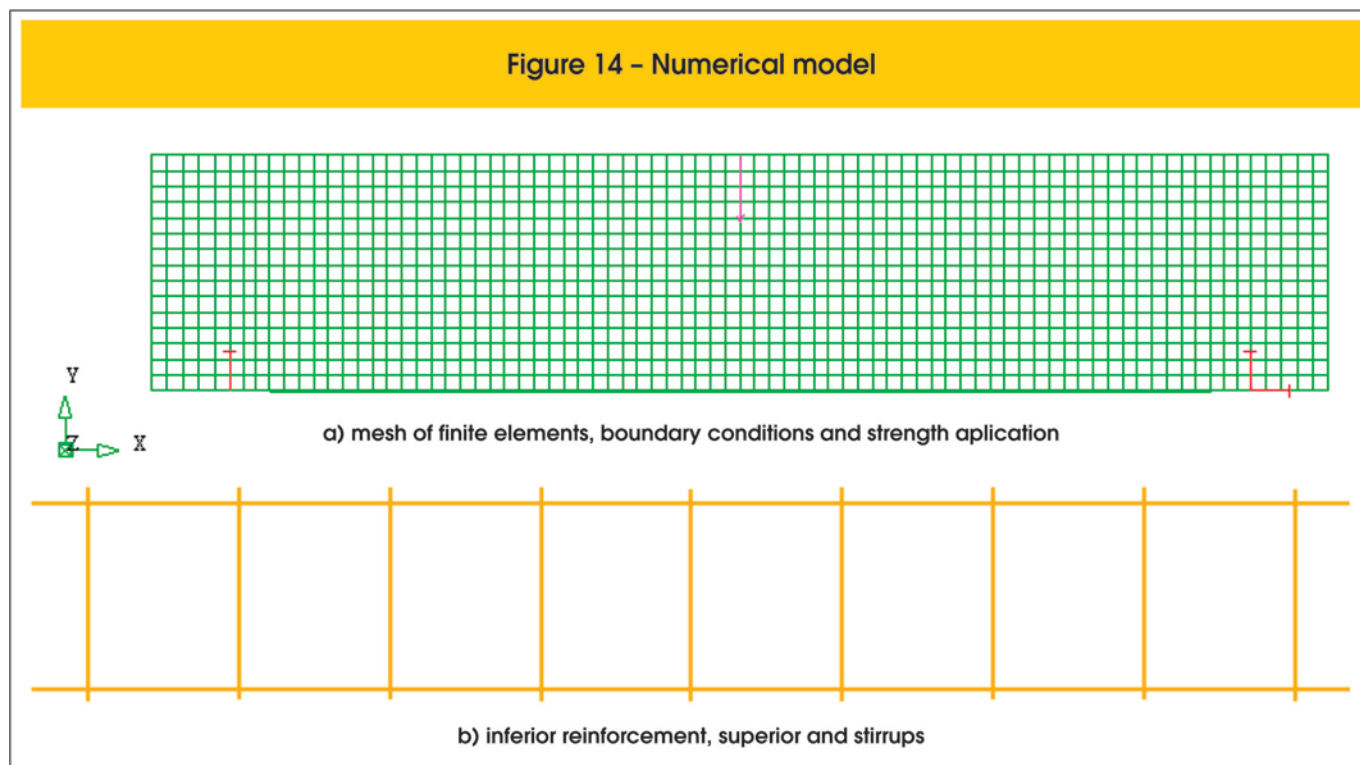 Figure 14 – Numerical model
Y
Z
X
a) mesh of finite elements, boundary conditions and strength aplication
b) inferior reinforcement, superior and stirrups